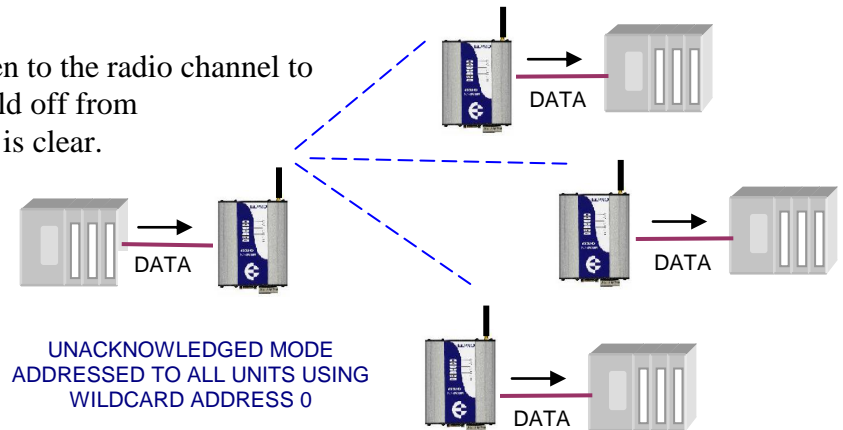 en to the radio channel to
ld off from
is clear.
DATA
DATA
DATA
UNACKNOWLEDGED MODE
ADDRESSED TO ALL UNITS USING
WILDCARD ADDRESS 0
DATA